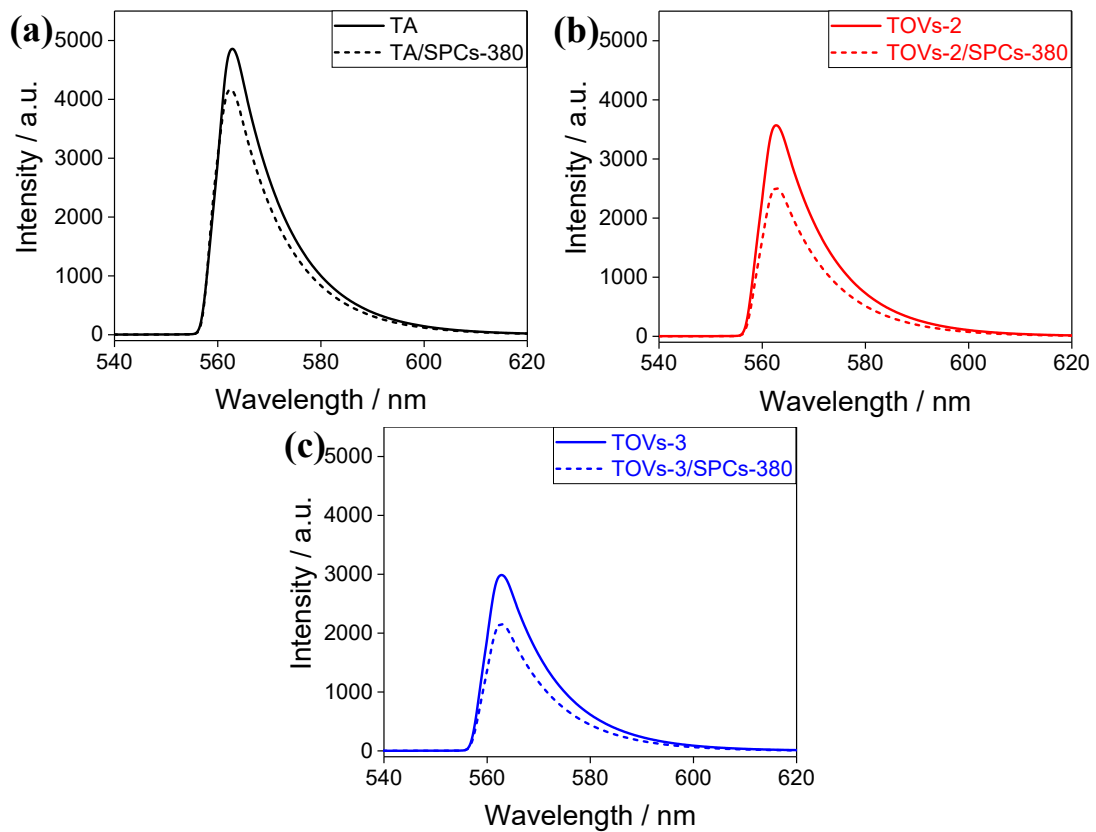 (a)
TA
TA/SPCs-380
5000
4000
3000
2000
1000
0
Intensity / a.u.
540 560 580 600 620
Wavelength / nm
(b)
TOVs-2
TOVs-2/SPCs-380
5000
4000
3000
2000
1000
0
Intensity / a.u.
540 560 580 600 620
Wavelength / nm
(c)
TOVs-3
TOVs-3/SPCs-380
5000
4000
3000
2000
1000
0
Intensity / a.u.
540 560 580 600 620
Wavelength / nm